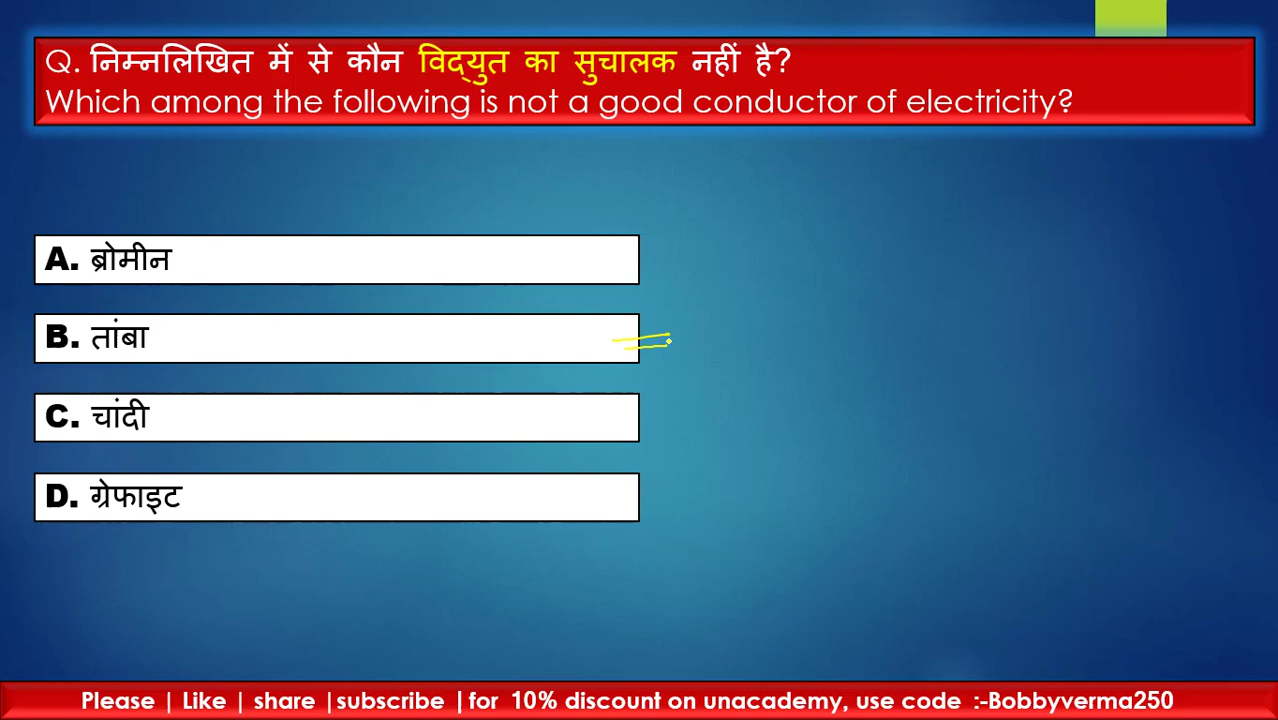 Q. निम्नलिखित में से कौन विद्युत का सुचालक नहीं है?
Which among the following is not a good conductor of electricity?
A. ब्रोमीन
B. तांबा
C. चांदी
D. ग्रेफाइट
Please | Like | share |subscribe |for 10% discount on unacademy, use code :-Bobbyverma250